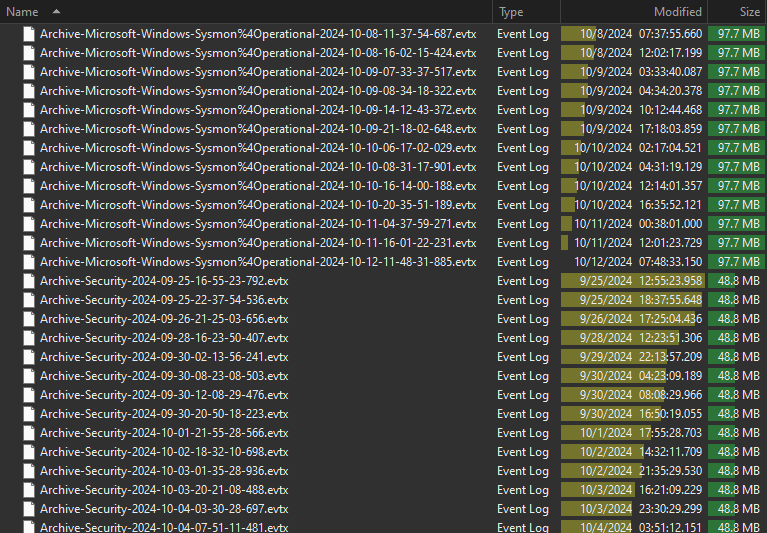 Name Type Modified Size
Archive-Microsoft-Windows-Sysmon%4Operational-2024-10-08-11-37-54-687.evtx Event Log 10/8/2024 07:37:55.660 97.7 MB
Archive-Microsoft-Windows-Sysmon%4Operational-2024-10-08-16-02-15-424.evtx Event Log 10/8/2024 12:02:17.199 97.7 MB
Archive-Microsoft-Windows-Sysmon%4Operational-2024-10-09-07-33-37-517.evtx Event Log 10/9/2024 03:33:40.087 97.7 MB
Archive-Microsoft-Windows-Sysmon%4Operational-2024-10-09-08-34-18-322.evtx Event Log 10/9/2024 04:34:20.378 97.7 MB
Archive-Microsoft-Windows-Sysmon%4Operational-2024-10-09-14-12-43-372.evtx Event Log 10/9/2024 10:12:44.468 97.7 MB
Archive-Microsoft-Windows-Sysmon%4Operational-2024-10-09-21-18-02-648.evtx Event Log 10/9/2024 17:18:03.859 97.7 MB
Archive-Microsoft-Windows-Sysmon%4Operational-2024-10-10-06-17-02-029.evtx Event Log 10/10/2024 02:17:04.521 97.7 MB
Archive-Microsoft-Windows-Sysmon%4Operational-2024-10-10-08-31-17-901.evtx Event Log 10/10/2024 04:31:19.129 97.7 MB
Archive-Microsoft-Windows-Sysmon%4Operational-2024-10-10-16-14-00-188.evtx Event Log 10/10/2024 12:14:01.357 97.7 MB
Archive-Microsoft-Windows-Sysmon%4Operational-2024-10-10-20-35-51-189.evtx Event Log 10/10/2024 16:35:52.121 97.7 MB
Archive-Microsoft-Windows-Sysmon%4Operational-2024-10-11-04-37-59-271.evtx Event Log 10/11/2024 00:38:01.000 97.7 MB
Archive-Microsoft-Windows-Sysmon%4Operational-2024-10-11-16-01-22-231.evtx Event Log 10/11/2024 12:01:23.729 97.7 MB
Archive-Microsoft-Windows-Sysmon%4Operational-2024-10-12-11-48-31-885.evtx Event Log 10/12/2024 07:48:33.150 97.7 MB
Archive-Security-2024-09-25-16-55-23-792.evtx Event Log 9/25/2024 12:55:23.958 48.8 MB
Archive-Security-2024-09-25-22-37-54-536.evtx Event Log 9/25/2024 18:37:55.648 48.8 MB
Archive-Security-2024-09-26-21-25-03-656.evtx Event Log 9/26/2024 17:25:04.436 48.8 MB
Archive-Security-2024-09-28-16-23-50-407.evtx Event Log 9/28/2024 12:23:51.306 48.8 MB
Archive-Security-2024-09-30-02-13-56-241.evtx Event Log 9/29/2024 22:13:57.209 48.8 MB
Archive-Security-2024-09-30-08-23-08-503.evtx Event Log 9/30/2024 04:23:09.189 48.8 MB
Archive-Security-2024-09-30-12-08-29-476.evtx Event Log 9/30/2024 08:08:29.966 48.8 MB
Archive-Security-2024-09-30-20-50-18-223.evtx Event Log 9/30/2024 16:50:19.055 48.8 MB
Archive-Security-2024-10-01-21-55-28-566.evtx Event Log 10/1/2024 17:55:28.703 48.8 MB
Archive-Security-2024-10-02-18-32-10-698.evtx Event Log 10/2/2024 14:32:11.709 48.8 MB
Archive-Security-2024-10-03-01-35-28-936.evtx Event Log 10/2/2024 21:35:29.530 48.8 MB
Archive-Security-2024-10-03-20-21-08-488.evtx Event Log 10/3/2024 16:21:09.229 48.8 MB
Archive-Security-2024-10-04-03-30-28-697.evtx Event Log 10/3/2024 23:30:29.299 48.8 MB
Archive-Security-2024-10-04-07-51-11-481.evtx Event Log 10/4/2024 03:51:12.151 48.8 MB